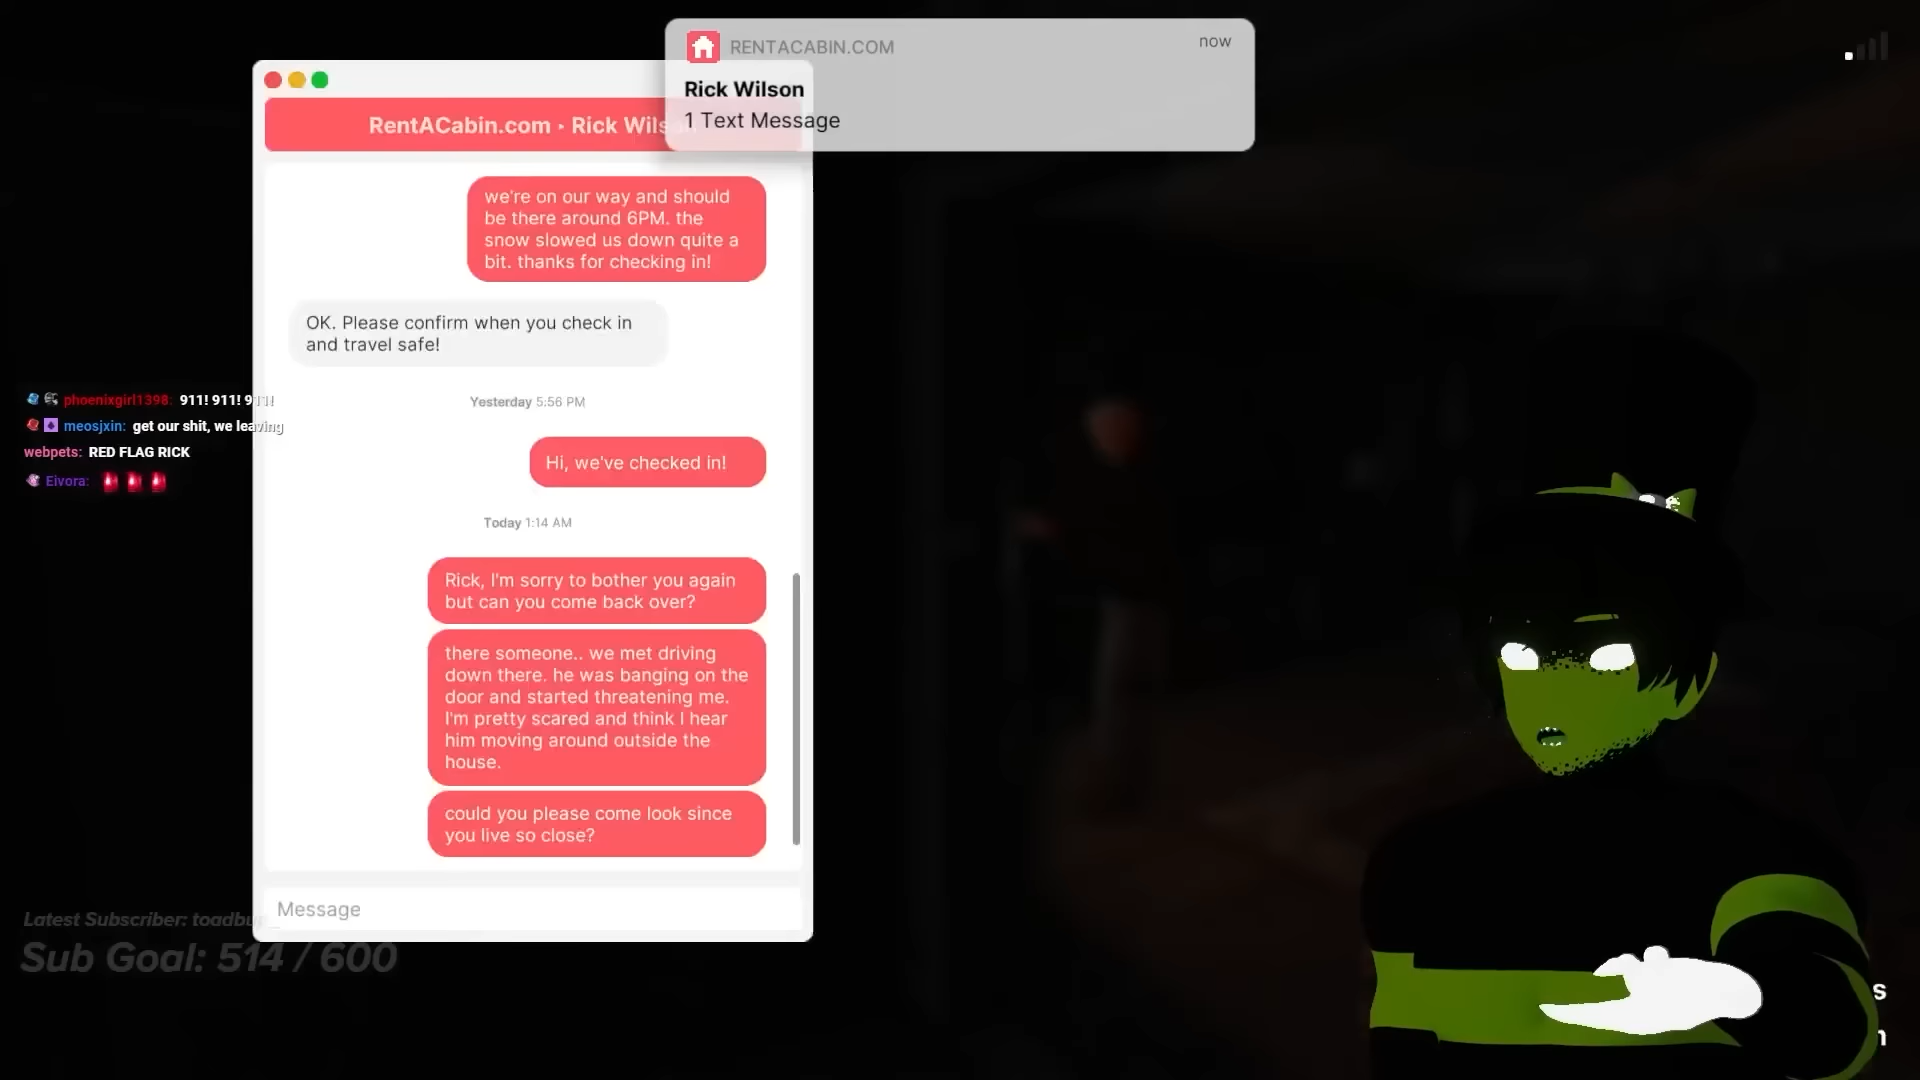 RENTACABIN.COM
now
Rick Wilson
1 Text Message
RentACabin.com • Rick Wilson
we're on our way and should
be there around 6PM. the
snow slowed us down quite a
bit. thanks for checking in!
OK. Please confirm when you check in
and travel safe!
Yesterday 5:56 PM
Hi, we've checked in!
Today 1:14 AM
Rick, I'm sorry to bother you again
but can you come back over?
there someone.. we met driving
down there. he was banging on the
door and started threatening me.
I'm pretty scared and think I hear
him moving around outside the
house.
could you please come look since
you live so close?
Message
phoenixgirl1398: 911! 911! 911!
meosjxin: get our shit, we leaving
webpets: RED FLAG RICK
Eivora:
Latest Subscriber:
Sub Goal: 514 / 600